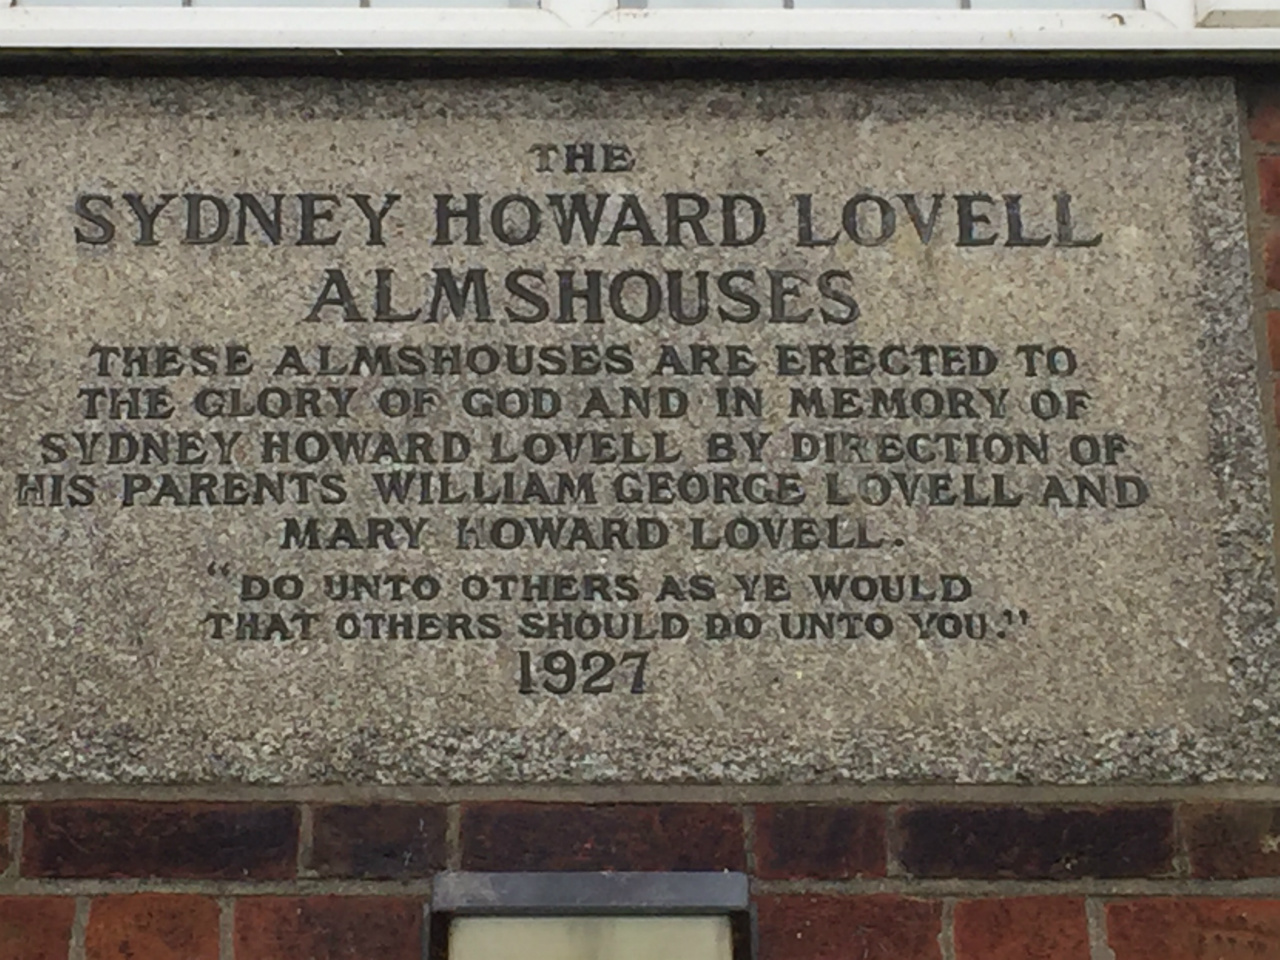 THE
SYDNEY HOWARD LOVELL
ALMSHOUSES
THESE ALMSHOUSES ARE ERECTED TO
THE GLORY OF GOD AND IN MEMORY OF
SYDNEY HOWARD LOVELL BY DIRECTION OF
HIS PARENTS WILLIAM GEORGE LOVELL AND
MARY HOWARD LOVELL.
“DO UNTO OTHERS AS YE WOULD
THAT OTHERS SHOULD DO UNTO YOU.”
1927